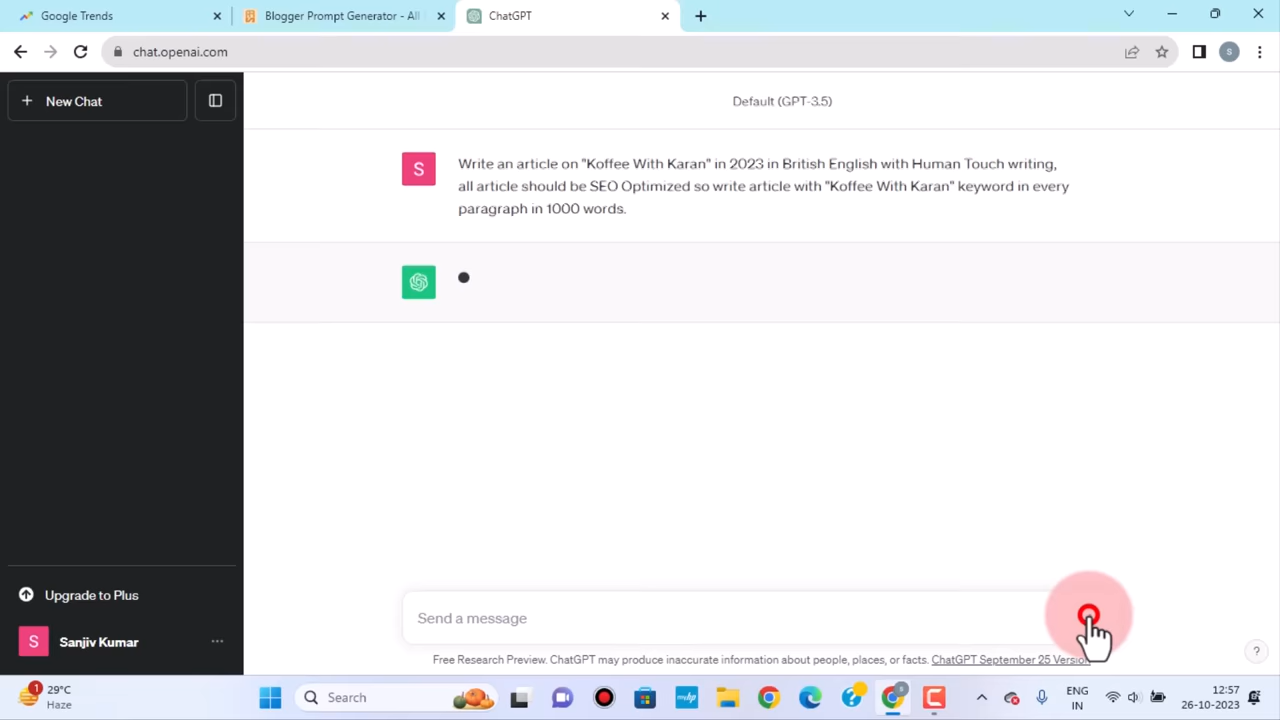 Google Trends
Blogger Prompt Generator - All
ChatGPT
chat.openai.com
S
New Chat
Default (GPT-3.5)
S
Write an article on "Koffee With Karan" in 2023 in British English with Human Touch writing,
all article should be SEO Optimized so write article with "Koffee With Karan" keyword in every
paragraph in 1000 words.
Upgrade to Plus
S
Sanjiv Kumar
Send a message
Free Research Preview. ChatGPT may produce inaccurate information about people, places, or facts. ChatGPT September 25 Version
?
1
29°C
Haze
Search
myhp
S
ENG
IN
12:57
26-10-2023